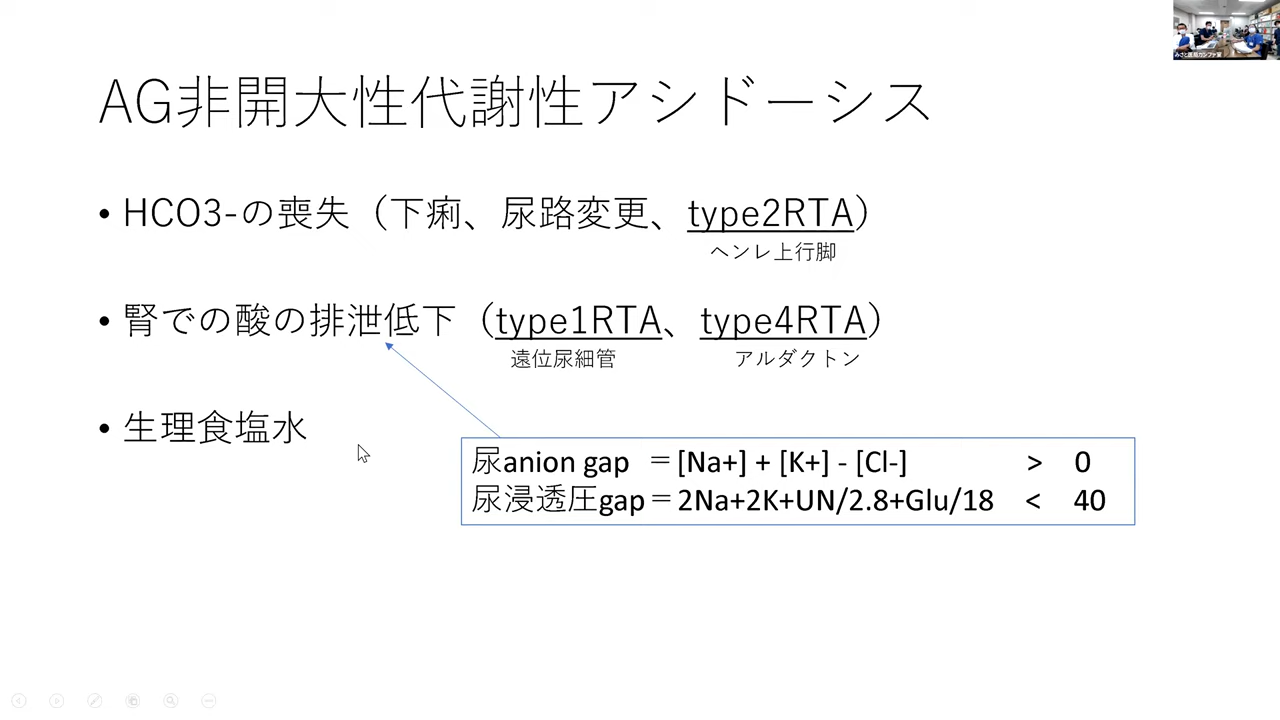 AG非開大性代謝性アシドーシス
• HCO3-の喪失（下痢、尿路変更、type2RTA）
ヘンレ上行脚
• 腎での酸の排泄低下（type1RTA、type4RTA）
遠位尿細管 アルダクトン
• 生理食塩水
尿anion gap ＝[Na+] + [K+] - [Cl-] > 0
尿浸透圧gap＝2Na+2K+UN/2.8+Glu/18 < 40